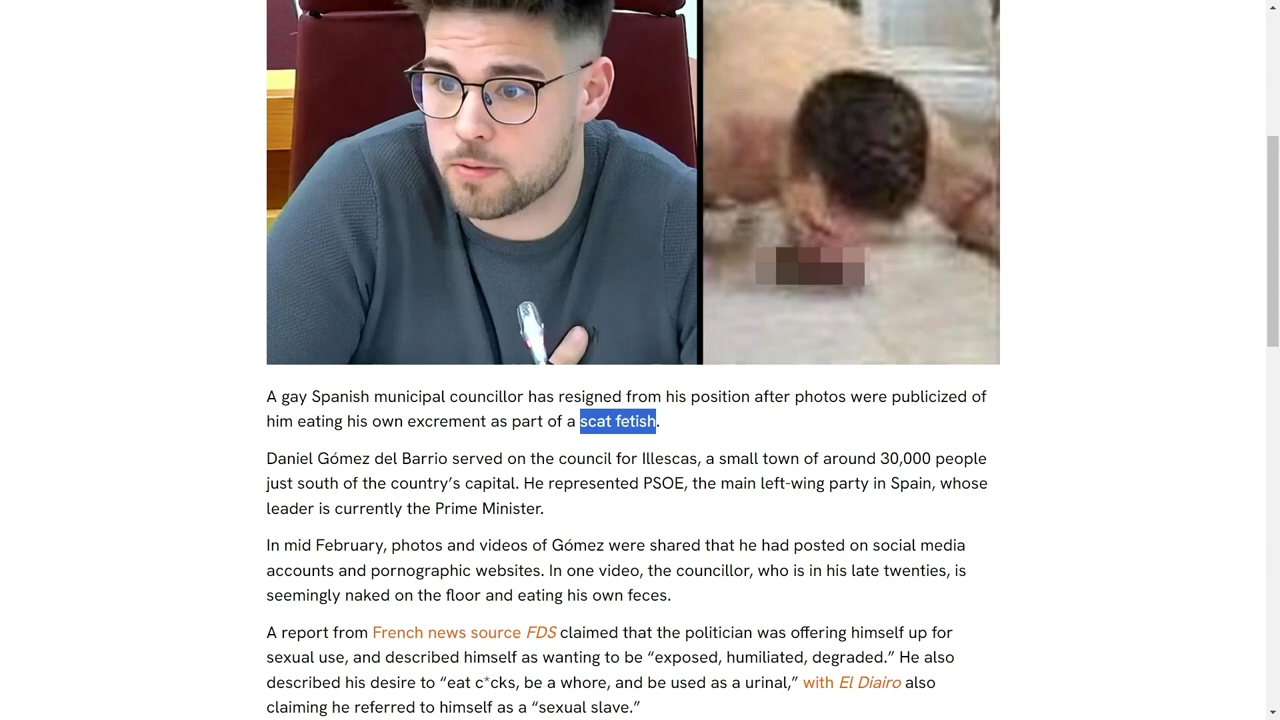 A gay Spanish municipal councillor has resigned from his position after photos were publicized of
him eating his own excrement as part of a scat fetish.
Daniel Gómez del Barrio served on the council for Illescas, a small town of around 30,000 people
just south of the country’s capital. He represented PSOE, the main left-wing party in Spain, whose
leader is currently the Prime Minister.
In mid February, photos and videos of Gómez were shared that he had posted on social media
accounts and pornographic websites. In one video, the councillor, who is in his late twenties, is
seemingly naked on the floor and eating his own feces.
A report from French news source FDS claimed that the politician was offering himself up for
sexual use, and described himself as wanting to be “exposed, humiliated, degraded.” He also
described his desire to “eat c*cks, be a whore, and be used as a urinal,” with El Diairo also
claiming he referred to himself as a “sexual slave.”